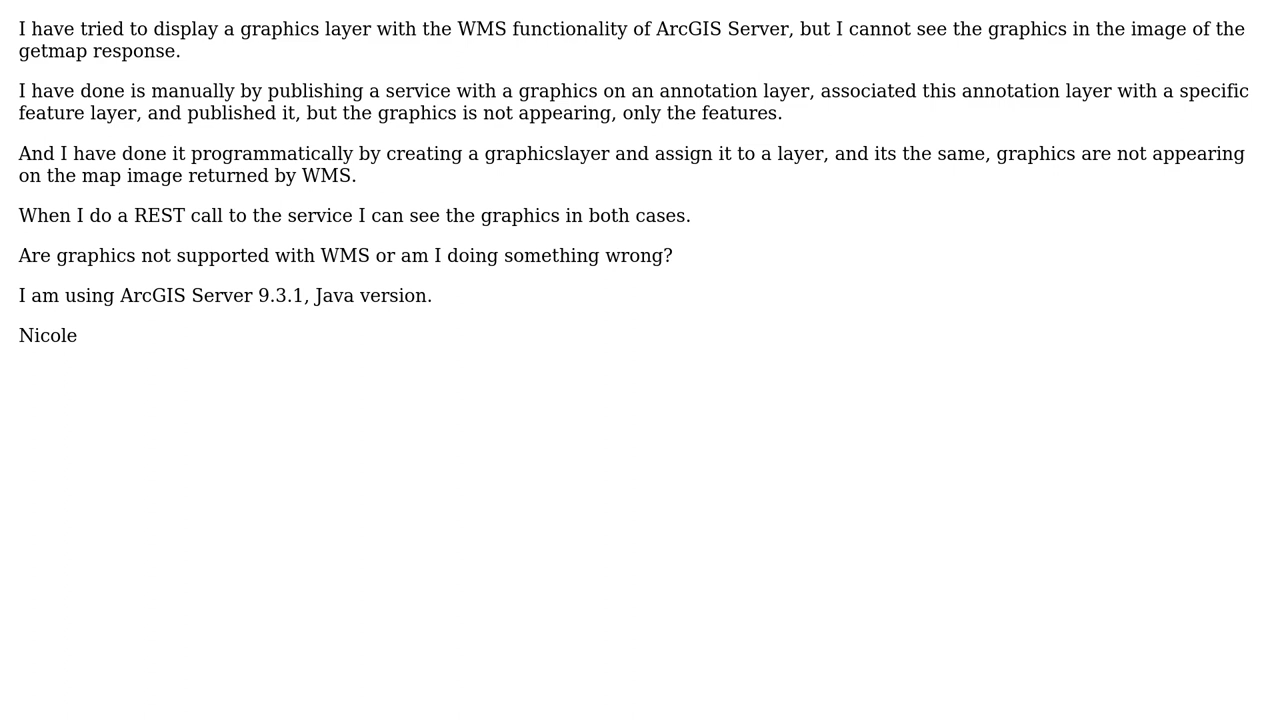 I have tried to display a graphics layer with the WMS functionality of ArcGIS Server, but I cannot see the graphics in the image of the
getmap response.
I have done is manually by publishing a service with a graphics on an annotation layer, associated this annotation layer with a specific
feature layer, and published it, but the graphics is not appearing, only the features.
And I have done it programmatically by creating a graphicslayer and assign it to a layer, and its the same, graphics are not appearing
on the map image returned by WMS.
When I do a REST call to the service I can see the graphics in both cases.
Are graphics not supported with WMS or am I doing something wrong?
I am using ArcGIS Server 9.3.1, Java version.
Nicole